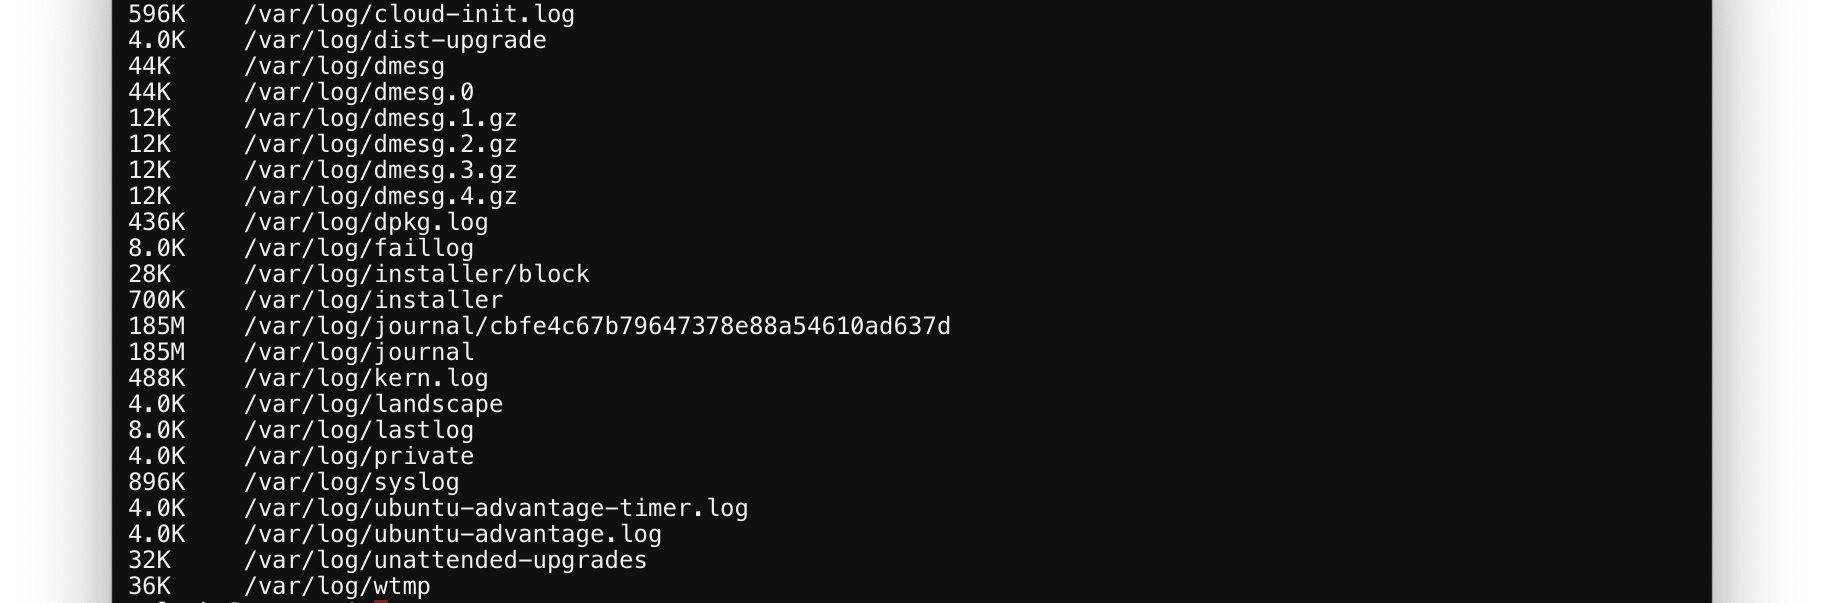 596K    /var/log/cloud-init.log
4.0K    /var/log/dist-upgrade
44K     /var/log/dmesg
44K     /var/log/dmesg.0
12K     /var/log/dmesg.1.gz
12K     /var/log/dmesg.2.gz
12K     /var/log/dmesg.3.gz
12K     /var/log/dmesg.4.gz
436K    /var/log/dpkg.log
8.0K    /var/log/faillog
28K     /var/log/installer/block
700K    /var/log/installer
185M    /var/log/journal/cbfe4c67b79647378e88a54610ad637d
185M    /var/log/journal
488K    /var/log/kern.log
4.0K    /var/log/landscape
8.0K    /var/log/lastlog
4.0K    /var/log/private
896K    /var/log/syslog
4.0K    /var/log/ubuntu-advantage-timer.log
4.0K    /var/log/ubuntu-advantage.log
32K     /var/log/unattended-upgrades
36K     /var/log/wtmp